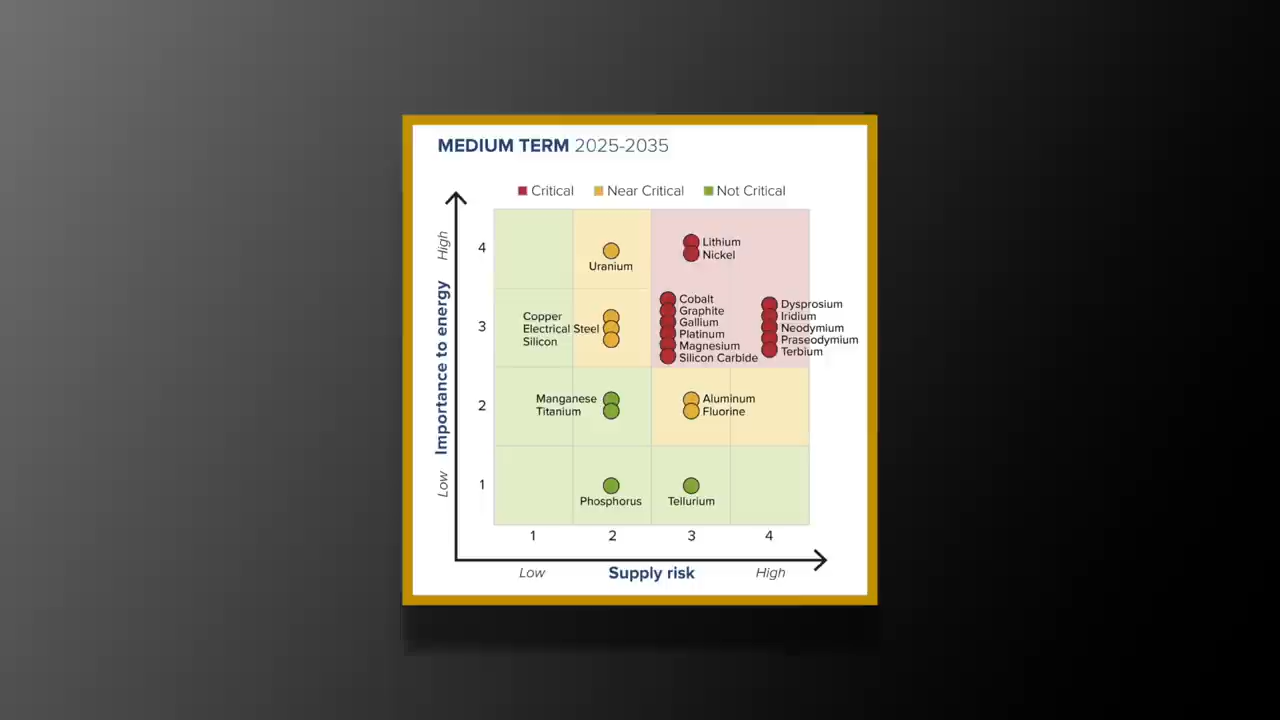 MEDIUM TERM 2025-2035
Critical Near Critical Not Critical
High
4
Lithium
Nickel
Uranium
Importance to energy
3
Copper
Electrical Steel
Silicon
Cobalt
Graphite
Gallium
Platinum
Magnesium
Silicon Carbide
Dysprosium
Iridium
Neodymium
Praseodymium
Terbium
2
Manganese
Titanium
Aluminum
Fluorine
Low
1
Phosphorus
Tellurium
1 2 3 4
Low Supply risk High